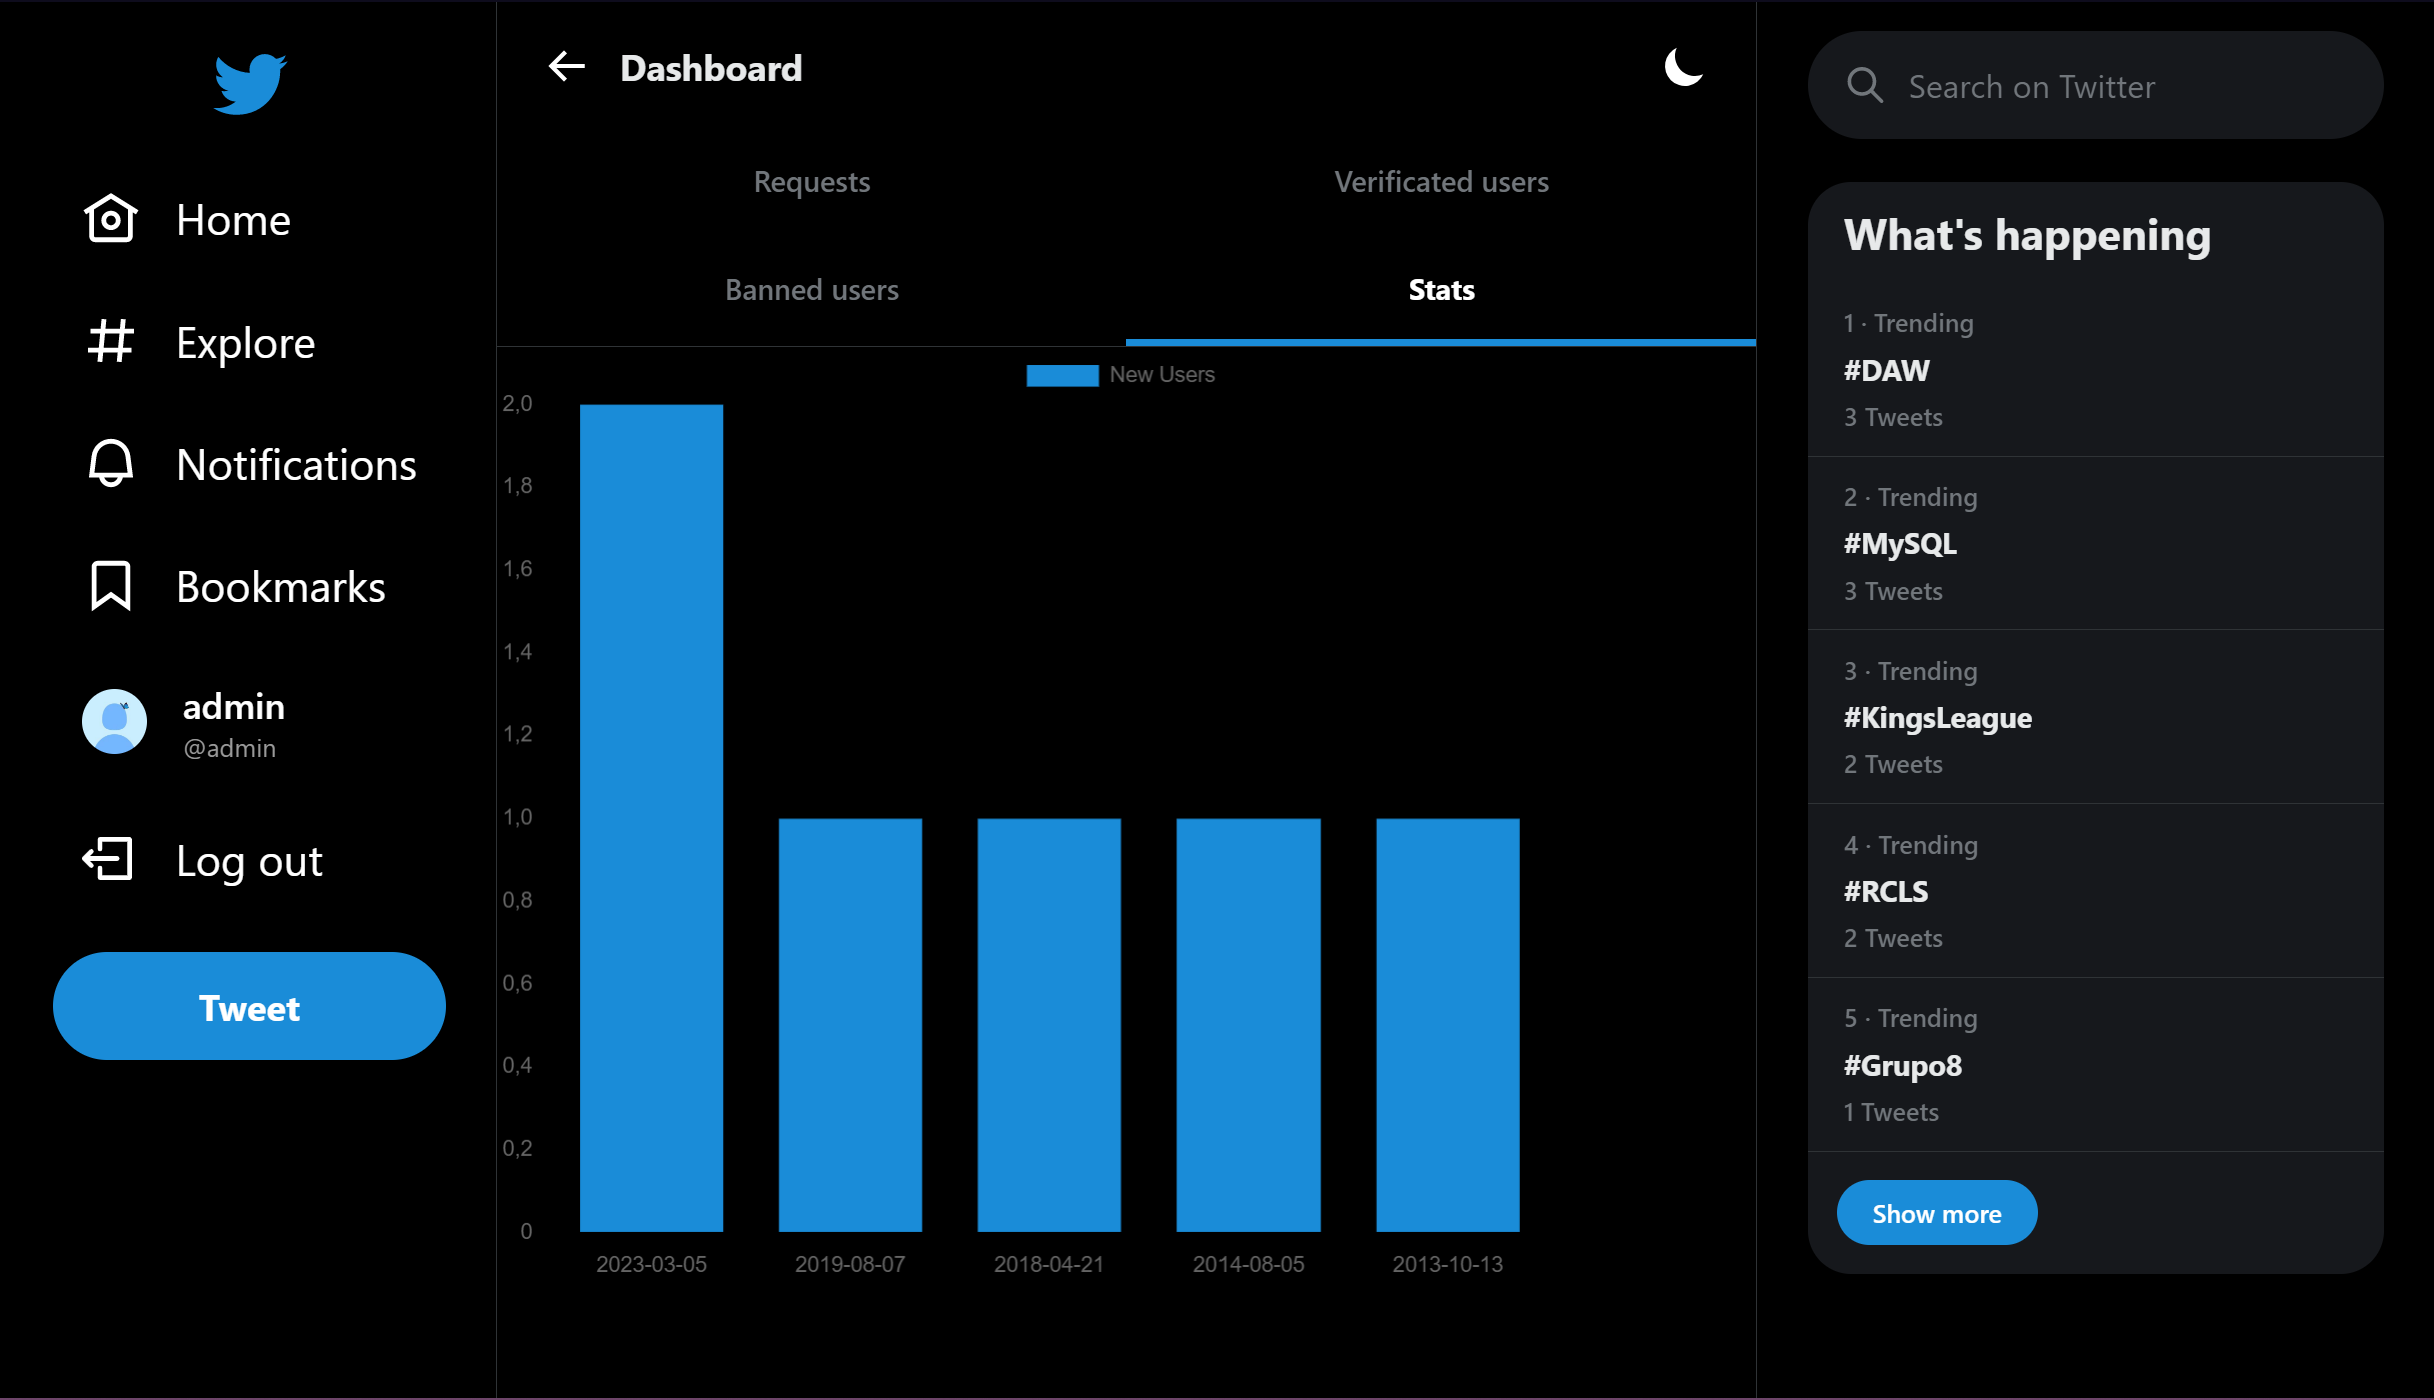 Home
Explore
Notifications
Bookmarks
admin
@admin
Log out
Tweet
Dashboard
Requests
Verificated users
Banned users
Stats
New Users
2,0
1,8
1,6
1,4
1,2
1,0
0,8
0,6
0,4
0,2
0
2023-03-05
2019-08-07
2018-04-21
2014-08-05
2013-10-13
Search on Twitter
What's happening
1 · Trending
#DAW
3 Tweets
2 · Trending
#MySQL
3 Tweets
3 · Trending
#KingsLeague
2 Tweets
4 · Trending
#RCLS
2 Tweets
5 · Trending
#Grupo8
1 Tweets
Show more